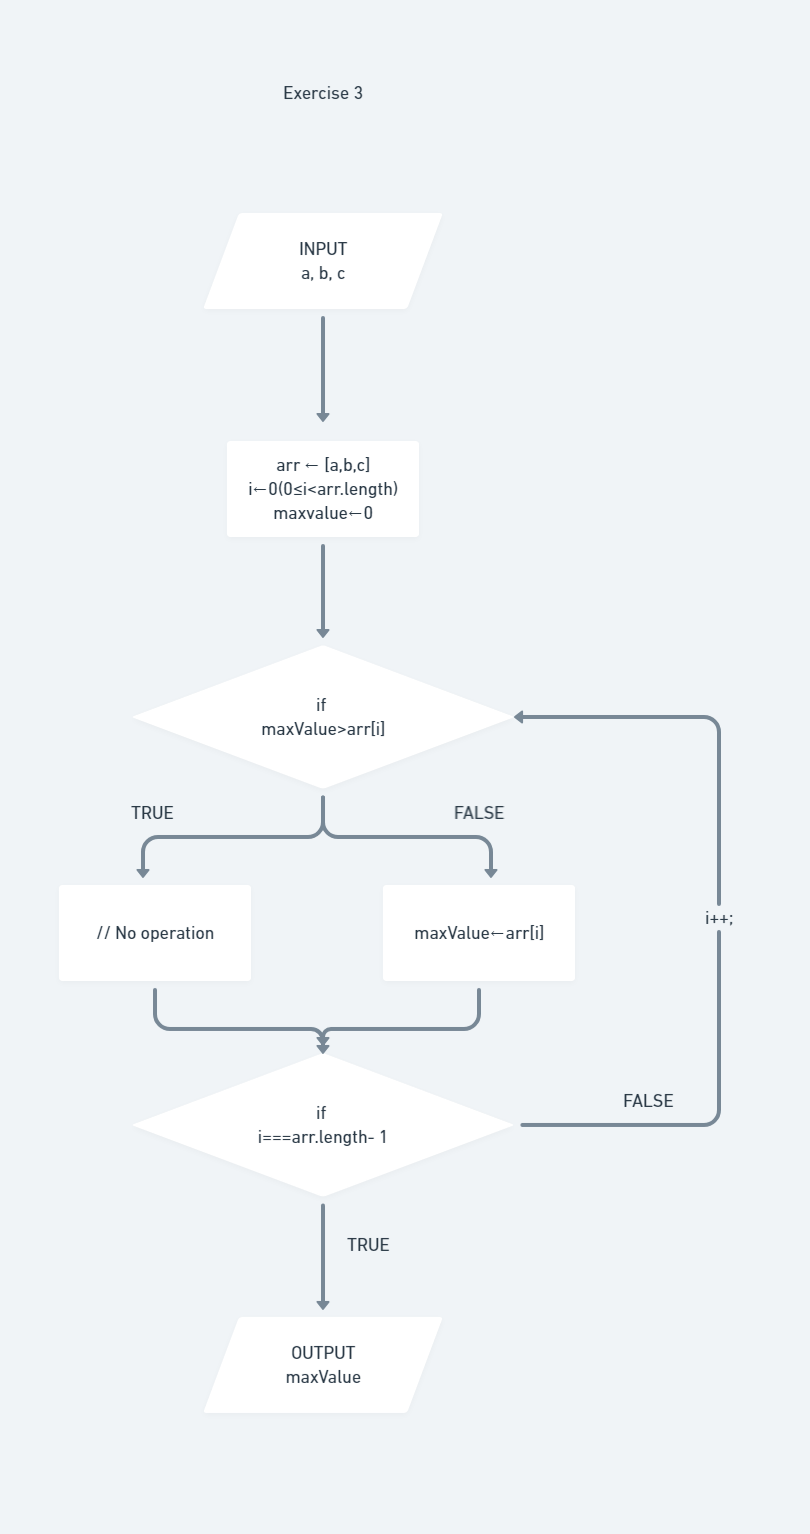 Exercise 3
INPUT
a, b, c
arr ← [a,b,c]
i←0(0≤i<arr.length)
maxvalue←0
if
maxValue>arr[i]
TRUE
FALSE
// No operation
maxValue←arr[i]
i++;
if
i===arr.length- 1
FALSE
TRUE
OUTPUT
maxValue